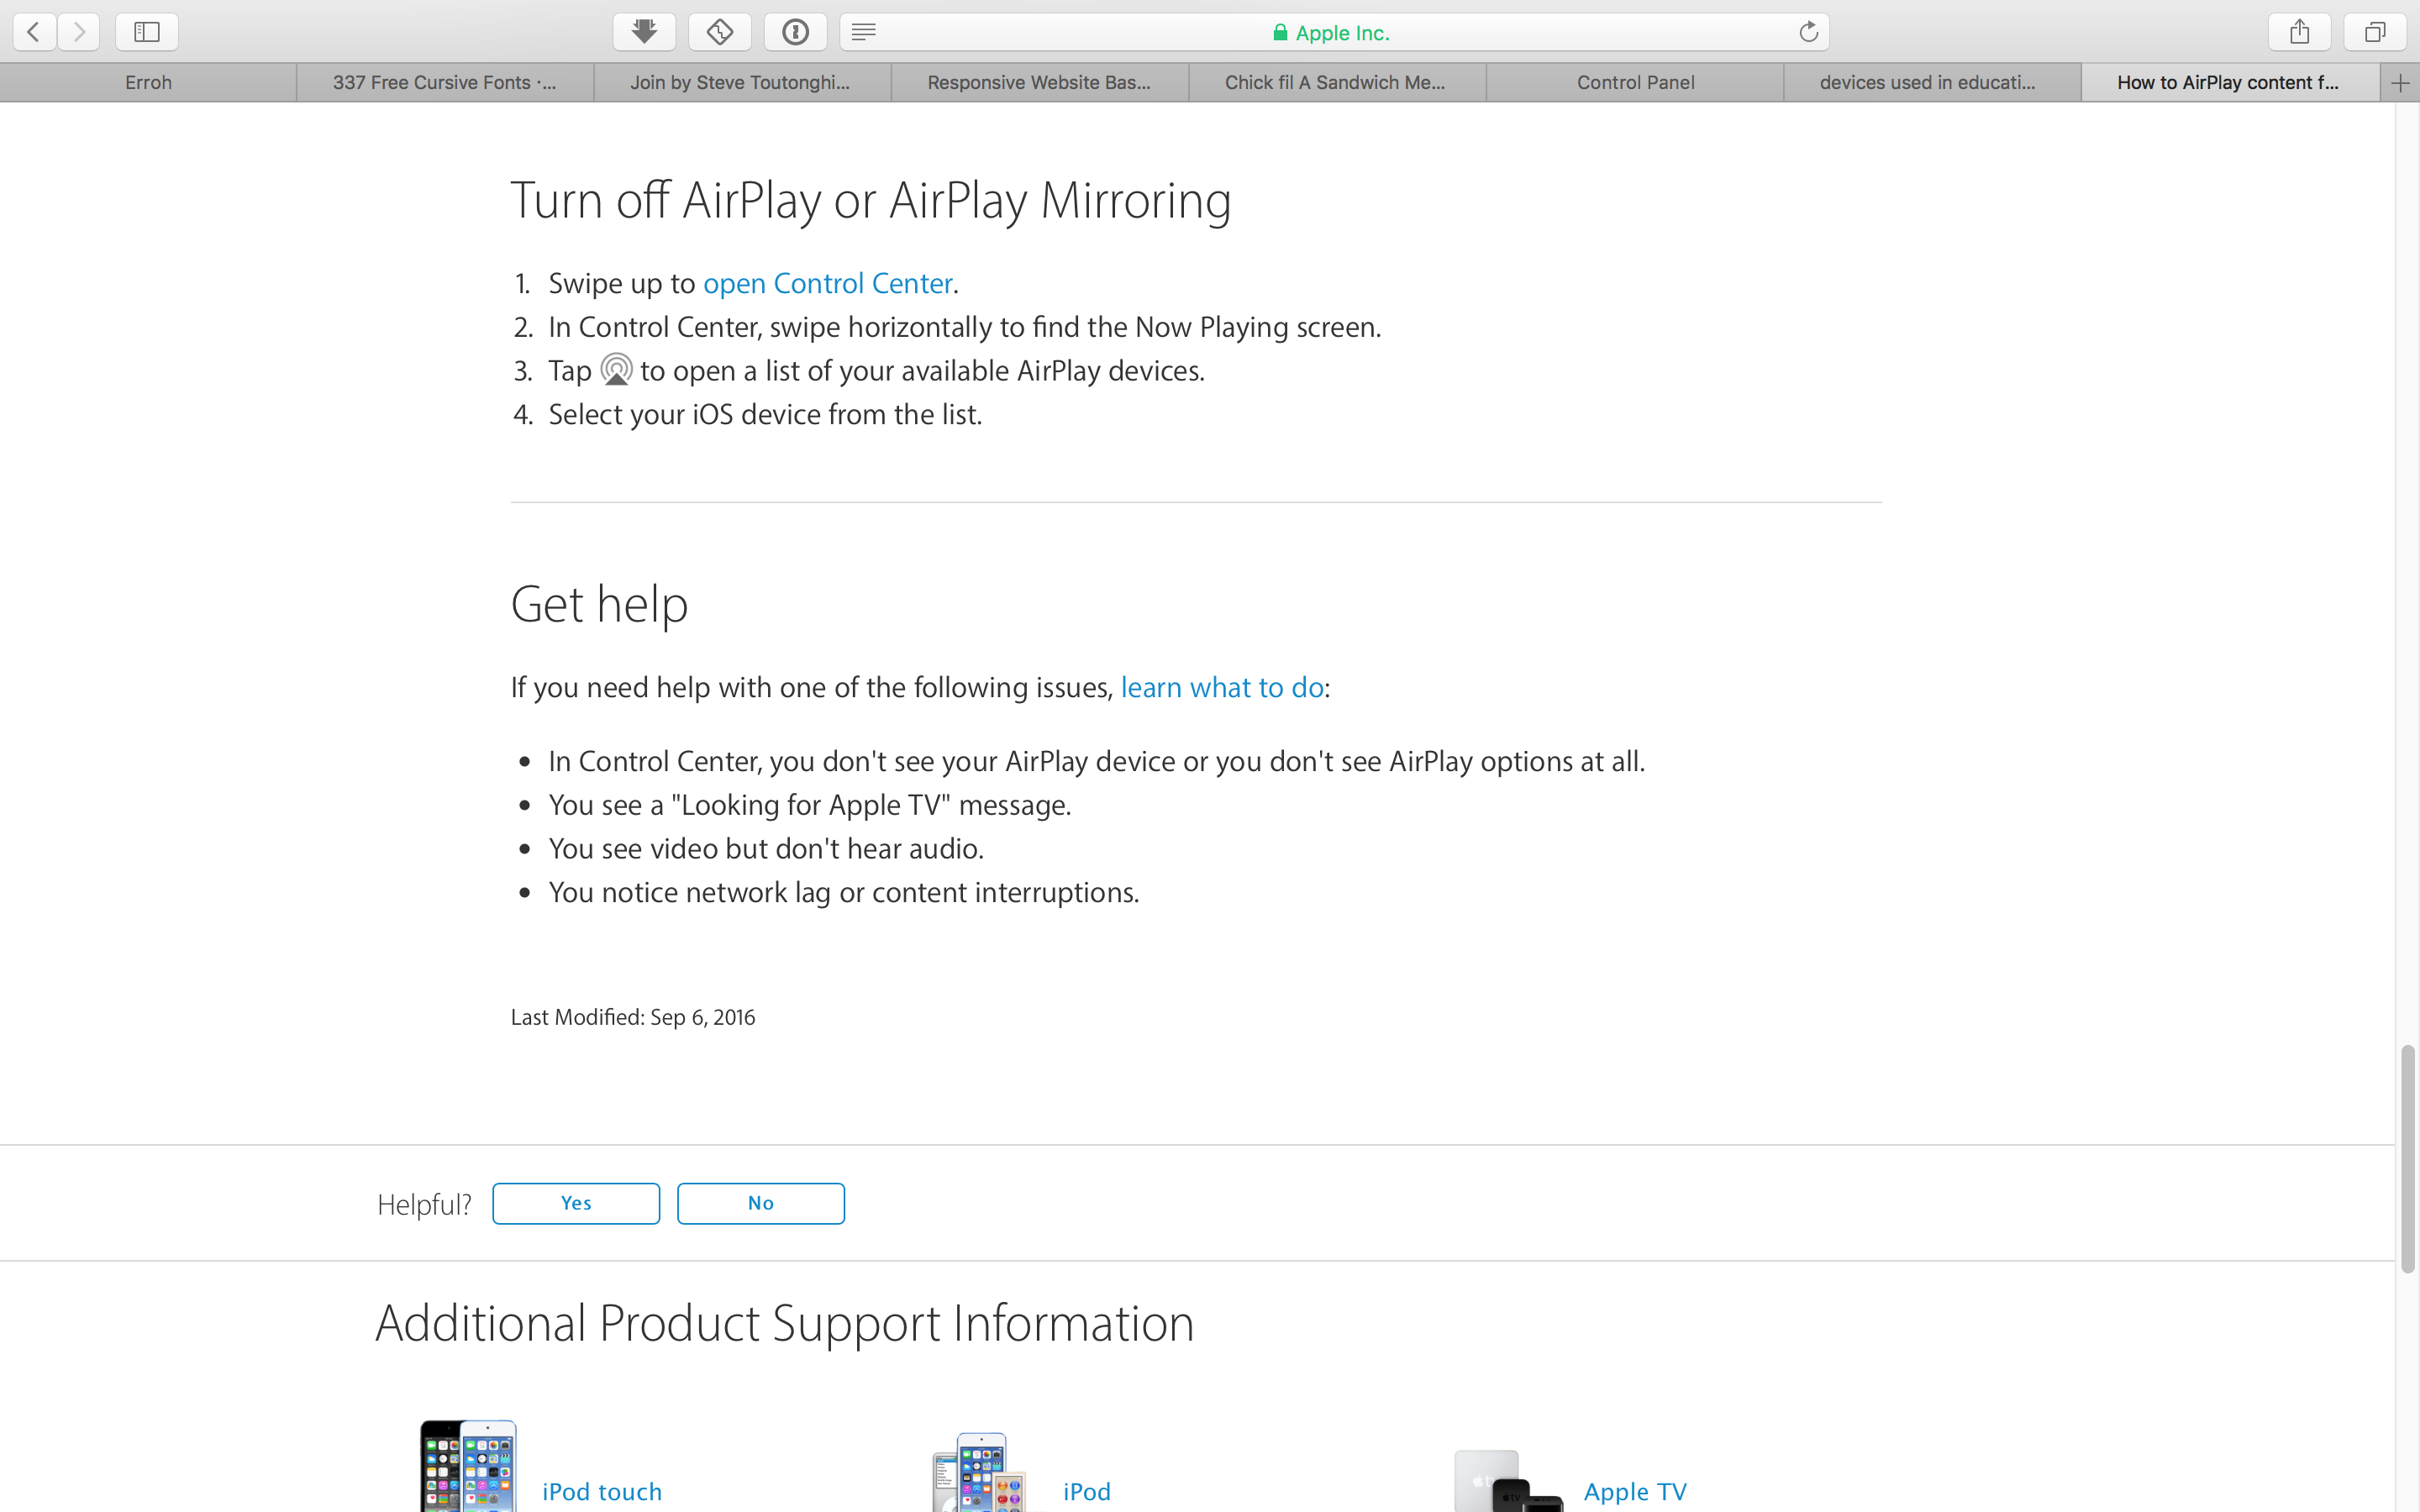 Apple Inc.
Erroh
337 Free Cursive Fonts ·...
Join by Steve Toutonghi...
Responsive Website Bas...
Chick fil A Sandwich Me...
Control Panel
devices used in educati...
How to AirPlay content f...
Turn off AirPlay or AirPlay Mirroring
1. Swipe up to open Control Center.
2. In Control Center, swipe horizontally to find the Now Playing screen.
3. Tap to open a list of your available AirPlay devices.
4. Select your iOS device from the list.
Get help
If you need help with one of the following issues, learn what to do:
• In Control Center, you don't see your AirPlay device or you don't see AirPlay options at all.
• You see a "Looking for Apple TV" message.
• You see video but don't hear audio.
• You notice network lag or content interruptions.
Last Modified: Sep 6, 2016
Helpful?
Yes
No
Additional Product Support Information
iPod touch
iPod
Apple TV